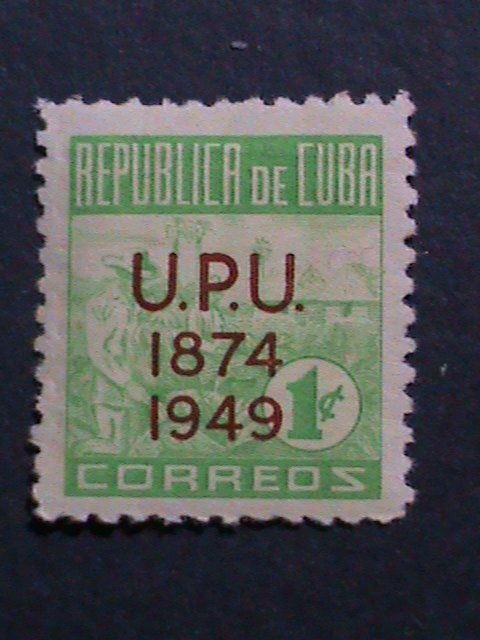 REPUBLICA DE CUBA
U.P.U.
1874
1949
1¢
CORREOS